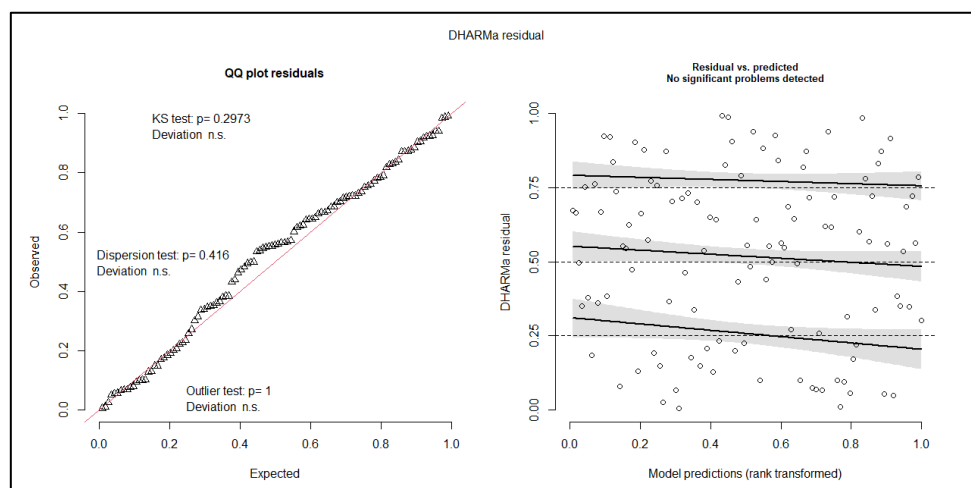 DHARMa residual
QQ plot residuals
KS test: p= 0.2973
Deviation n.s.
Dispersion test: p= 0.416
Deviation n.s.
Outlier test: p= 1
Deviation n.s.
Observed
0.0 0.2 0.4 0.6 0.8 1.0
0.0 0.2 0.4 0.6 0.8 1.0
Expected
Residual vs. predicted
No significant problems detected
DHARMa residual
0.00 0.25 0.50 0.75 1.00
0.0 0.2 0.4 0.6 0.8 1.0
Model predictions (rank transformed)